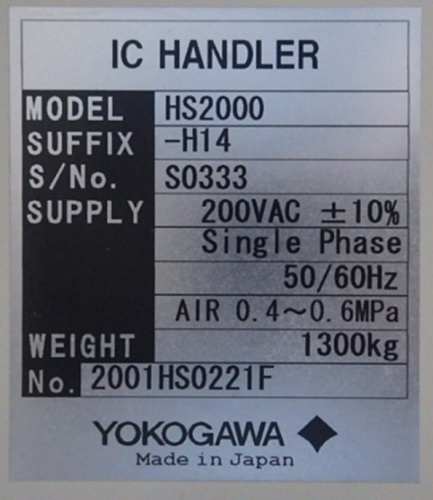 IC HANDLER
MODEL HS2000
SUFFIX -H14
S/No. S0333
SUPPLY 200VAC ±10%
Single Phase
50/60Hz
AIR 0.4~0.6MPa
WEIGHT 1300kg
No. 2001HS0221F
YOKOGAWA
Made in Japan